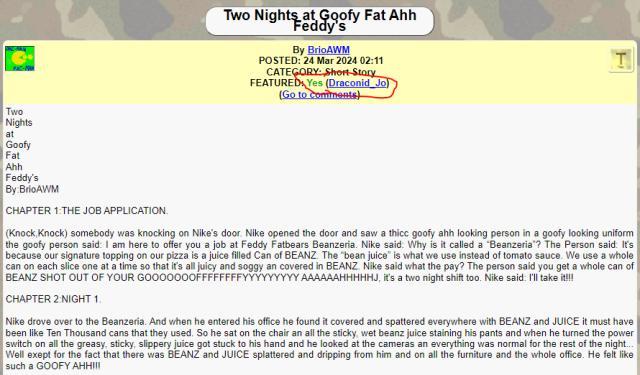 Two Nights at Goofy Fat Ahh
Feddy's
By BrioAWM
POSTED: 24 Mar 2024 02:11
CATEGORY: Short Story
FEATURED: Yes (Draconid_Jo)
(Go to comments)
T
Two
Nights
at
Goofy
Fat
Ahh
Feddy's
By:BrioAWM
CHAPTER 1:THE JOB APPLICATION.
(Knock,Knock) somebody was knocking on Nike's door. Nike opened the door and saw a thicc goofy ahh looking person in a goofy looking uniform
the goofy person said: I am here to offer you a job at Feddy Fatbears Beanzeria. Nike said: Why is it called a "Beanzeria"? The Person said: It's
because our signature topping on our pizza is a juice filled Can of BEANZ. The "bean juice" is what we use instead of tomato sauce. We use a whole
can on each slice one at a time so that it's all juicy and soggy an covered in BEANZ. Nike said what the pay? The person said you get a whole can of
BEANZ SHOT OUT OF YOUR GOOOOOOFFFFFFFFYYYYYYYYY AAAAAHHHHHJ, it's a two night shift too. Nike said: I'll take it!!!
CHAPTER 2:NIGHT 1.
Nike drove over to the Beanzeria. And when he entered his office he found it covered and spattered everywhere with BEANZ and JUICE it must have
been like Ten Thousand cans that they used. So he sat on the chair an all the sticky, wet beanz juice staining his pants and when he turned the power
switch on all the greasy, sticky, slippery juice got stuck to his hand and he looked at the cameras an everything was normal for the rest of the night...
Well exept for the fact that there was BEANZ and JUICE splattered and dripping from him and on all the furniture and the whole office. He felt like
such a GOOFY AHH!!!